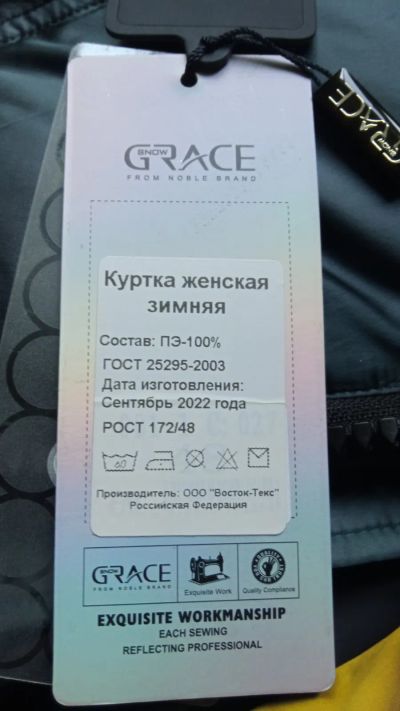 SNOW
GRACE
FROM NOBLE BRAND
SNOW
GRACE
Куртка женская
зимняя
Состав: ПЭ-100%
ГОСТ 25295-2003
Дата изготовления:
Сентябрь 2022 года
РОСТ 172/48
Производитель: ООО "Восток-Текс"
Российская Федерация
SNOW
GRACE
FROM NOBLE BRAND
Exquisite Work
Quality Compliance
EXQUISITE WORKMANSHIP
EACH SEWING
REFLECTING PROFESSIONAL